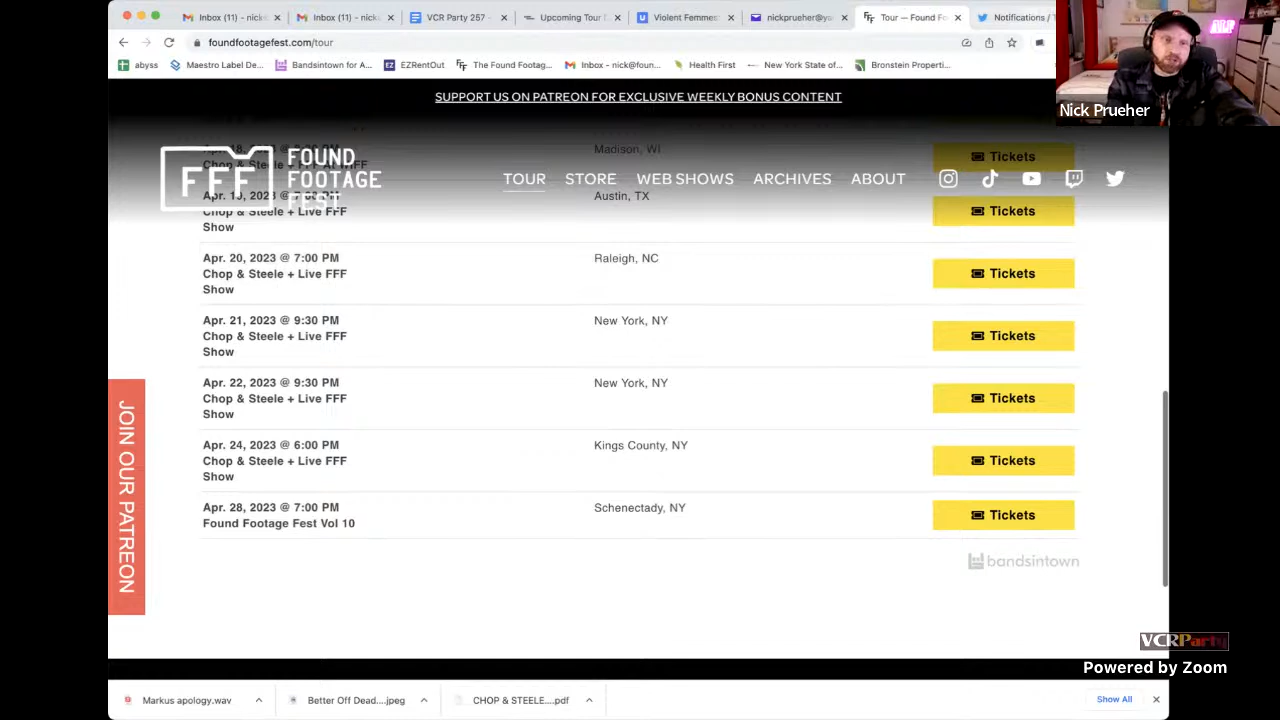 Inbox (11) – nick
Inbox (11) – nick
VCR Party 257 -
Upcoming Tour
Violent Femmes
nickprueher@y
Tour — Found Fo
Notifications / T
foundfootagefest.com/tour
abyss
Maestro Label De...
Bandsintown for A...
EZRentOut
The Found Footag...
Inbox - nick@foun...
Health First
New York State of...
Bronstein Properti...
SUPPORT US ON PATREON FOR EXCLUSIVE WEEKLY BONUS CONTENT
Nick Prueher
FFF
FOUND
FOOTAGE
FEST
TOUR
STORE
WEB SHOWS
ARCHIVES
ABOUT
Madison, WI
Tickets
Chop & Steele + Live FFF
Show
Austin, TX
Tickets
Apr. 20, 2023 @ 7:00 PM
Chop & Steele + Live FFF
Show
Raleigh, NC
Tickets
Apr. 21, 2023 @ 9:30 PM
Chop & Steele + Live FFF
Show
New York, NY
Tickets
Apr. 22, 2023 @ 9:30 PM
Chop & Steele + Live FFF
Show
New York, NY
Tickets
Apr. 24, 2023 @ 6:00 PM
Chop & Steele + Live FFF
Show
Kings County, NY
Tickets
Apr. 28, 2023 @ 7:00 PM
Found Footage Fest Vol 10
Schenectady, NY
Tickets
bandsintown
JOIN OUR PATREON
VCRParty
Powered by Zoom
Markus apology.wav
Better Off Dead....jpeg
CHOP & STEELE....pdf
Show All